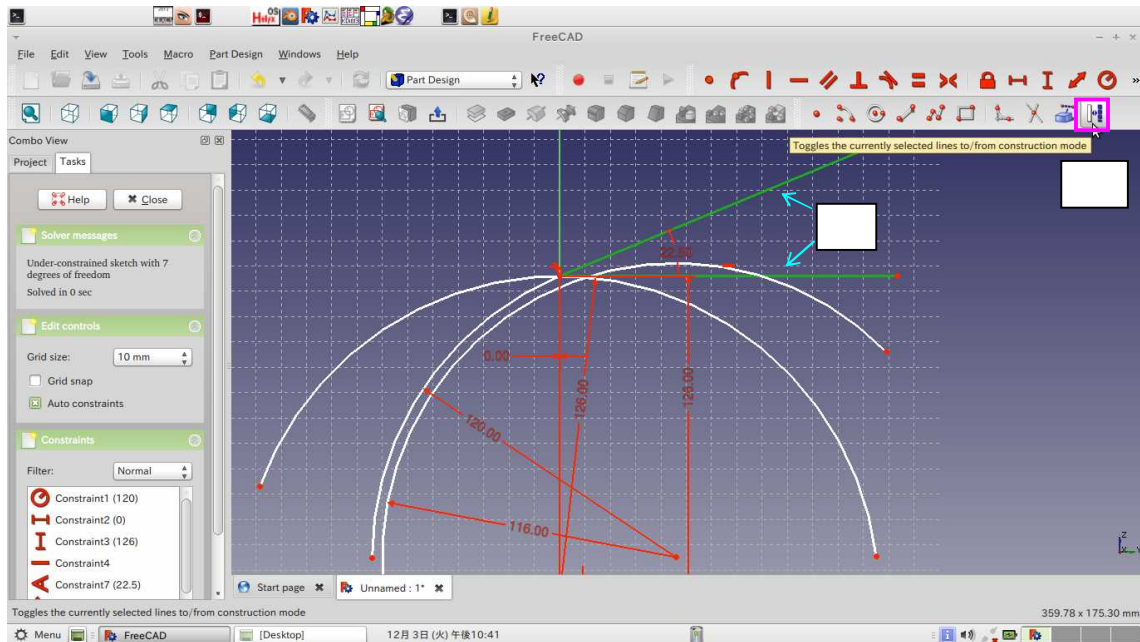 FreeCAD
File Edit View Tools Macro Part Design Windows Help
Part Design
»
Combo View
Toggles the currently selected lines to/from construction mode
Project Tasks
Help Close
Solver messages
Under-constrained sketch with 7
degrees of freedom
Solved in 0 sec
Edit controls
Grid size: 10 mm
Grid snap
Auto constraints
Constraints
Filter: Normal
Constraint1 (120)
Constraint2 (0)
Constraint3 (126)
Constraint4
Constraint7 (22.5)
22.50
0.00
126.00
126.00
120.00
116.00
z
x
Start page Unnamed : 1*
Toggles the currently selected lines to/from construction mode 359.78 x 175.30 mm
Menu FreeCAD [Desktop] 12月 3日 (火) 午後10:41